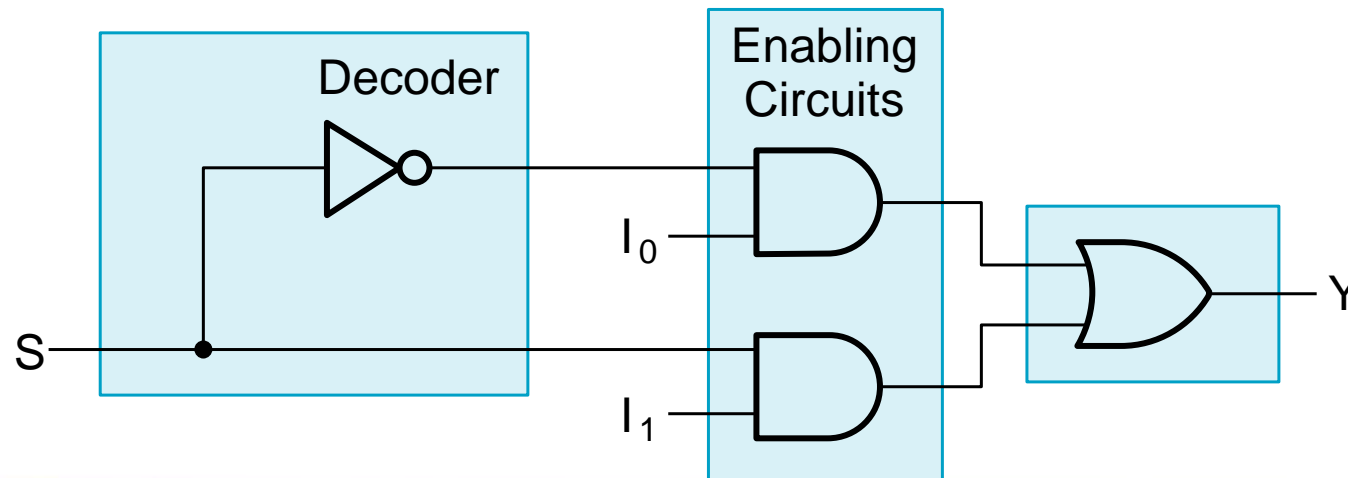 Decoder
Enabling
Circuits
I₀
S
I₁
Y